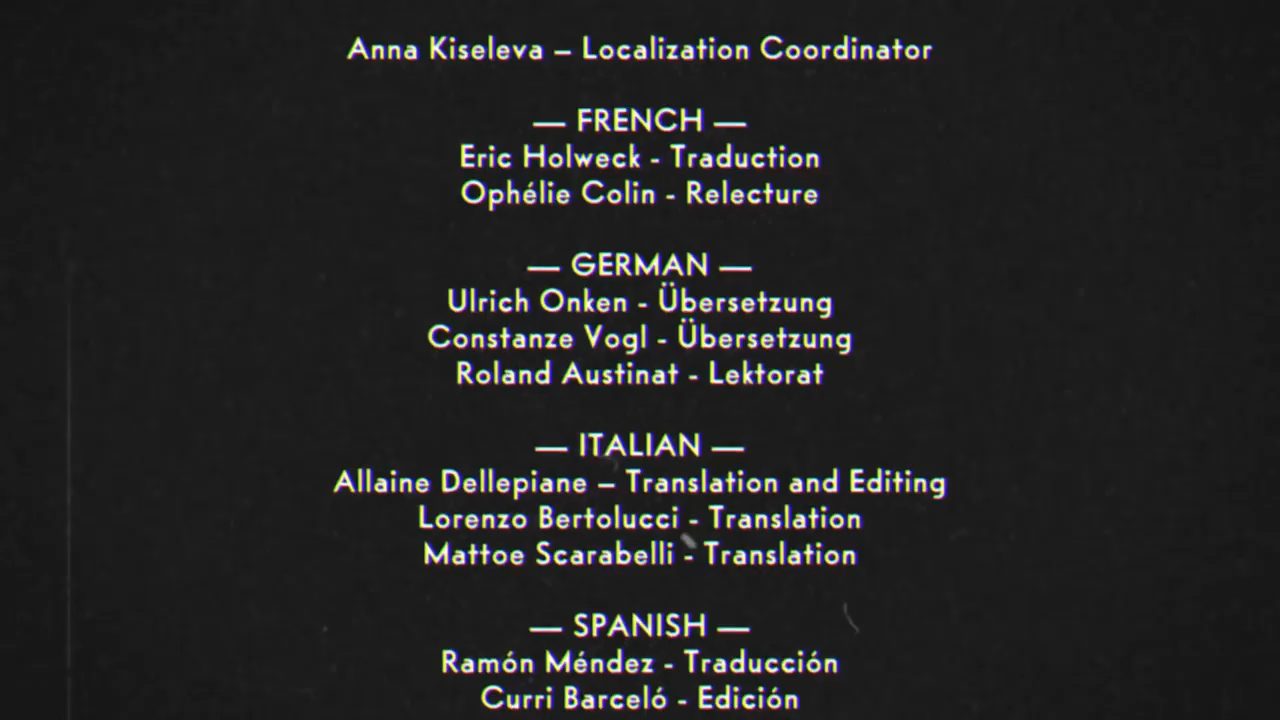 Anna Kiseleva – Localization Coordinator
— FRENCH —
Eric Holweck - Traduction
Ophélie Colin - Relecture
— GERMAN —
Ulrich Onken - Übersetzung
Constanze Vogl - Übersetzung
Roland Austinat - Lektorat
— ITALIAN —
Allaine Dellepiane – Translation and Editing
Lorenzo Bertolucci - Translation
Mattoe Scarabelli - Translation
— SPANISH —
Ramón Méndez - Traducción
Curri Barceló - Edición